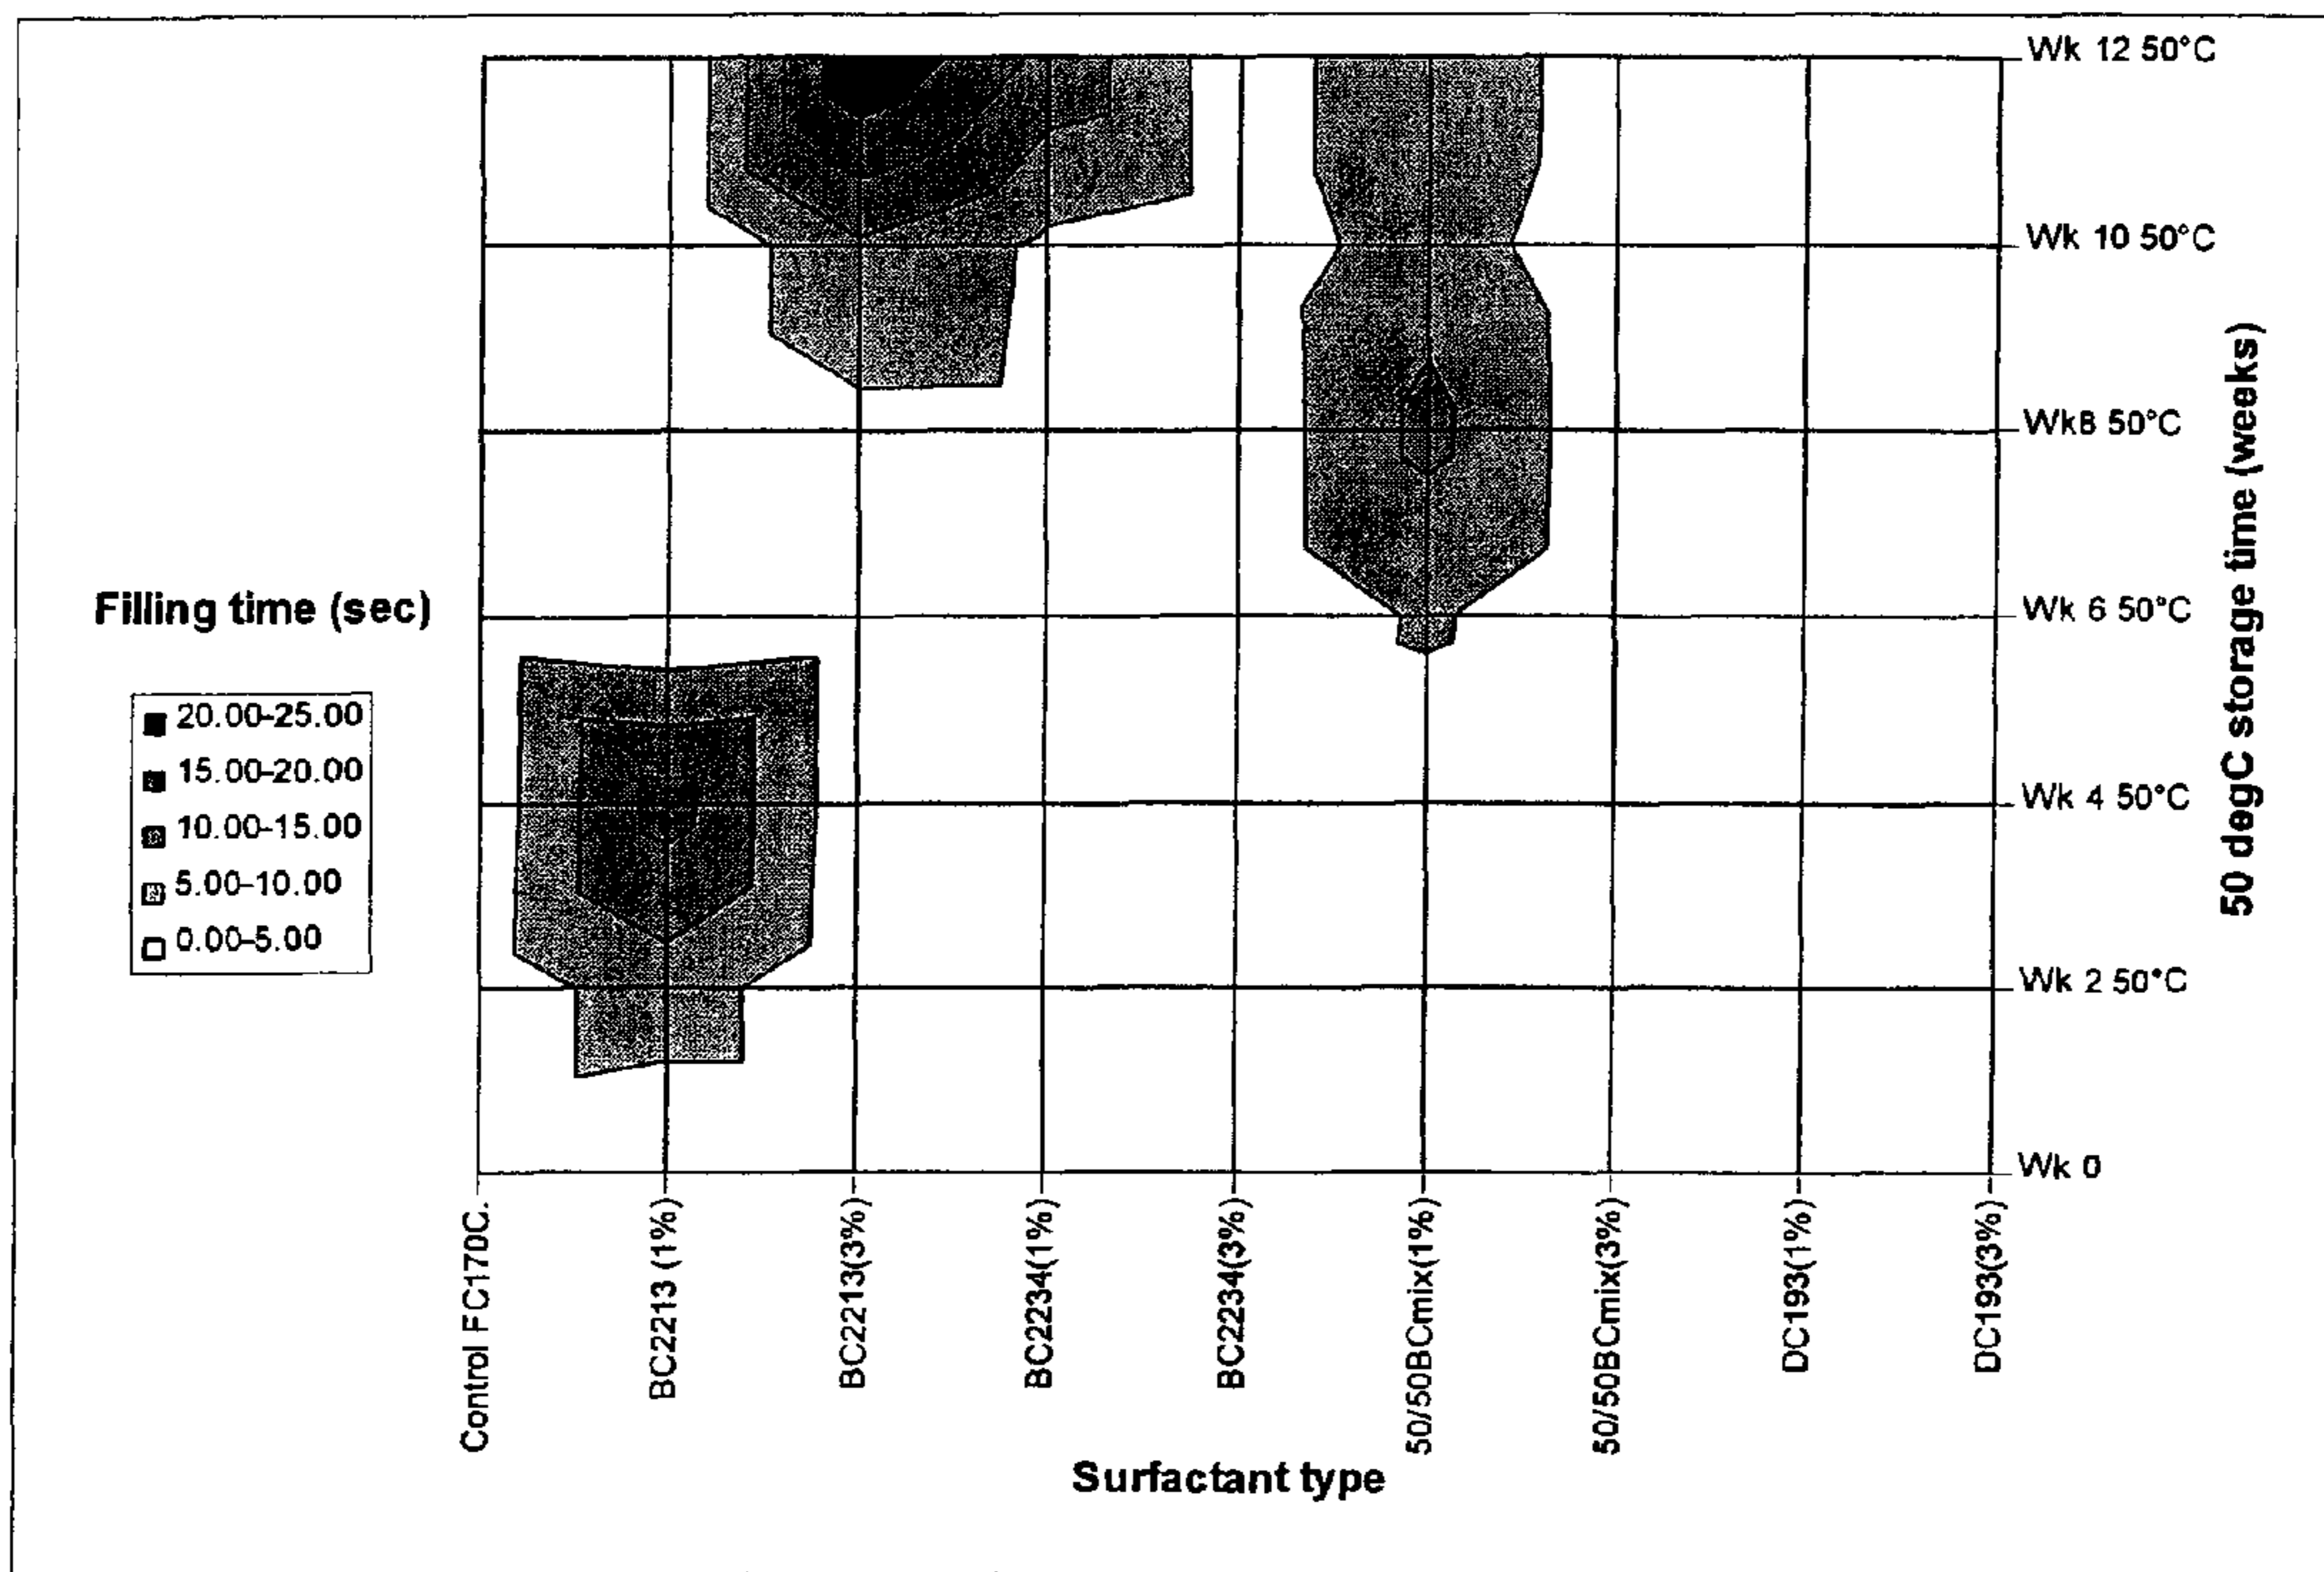 Wk 12 50°C
Wk 10 50°C
Wk8 50°C
Wk 6 50°C
Wk 4 50°C
Wk 2 50°C
Wk 0
50 degC storage time (weeks)
Filling time (sec)
20.00-25.00
15.00-20.00
10.00-15.00
5.00-10.00
0.00-5.00
Control FC170C.
BC2213 (1%)
BC2213(3%)
BC2234(1%)
BC2234(3%)
50/50BCmix(1%)
50/50BCmix(3%)
DC193(1%)
DC193(3%)
Surfactant type